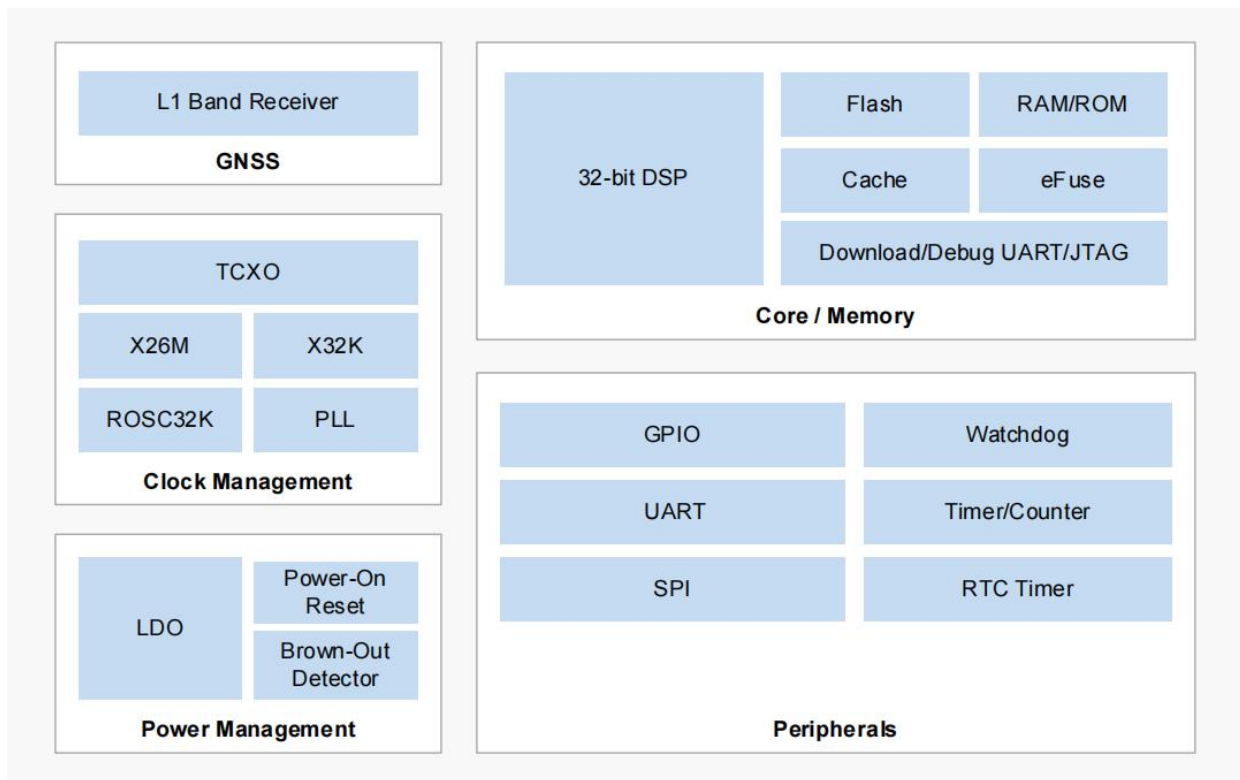 L1 Band Receiver
GNSS
TCXO
X26M
X32K
ROSC32K
PLL
Clock Management
LDO
Power-On
Reset
Brown-Out
Detector
Power Management
32-bit DSP
Flash
RAM/ROM
Cache
eFuse
Download/Debug UART/JTAG
Core / Memory
GPIO
Watchdog
UART
Timer/Counter
SPI
RTC Timer
Peripherals